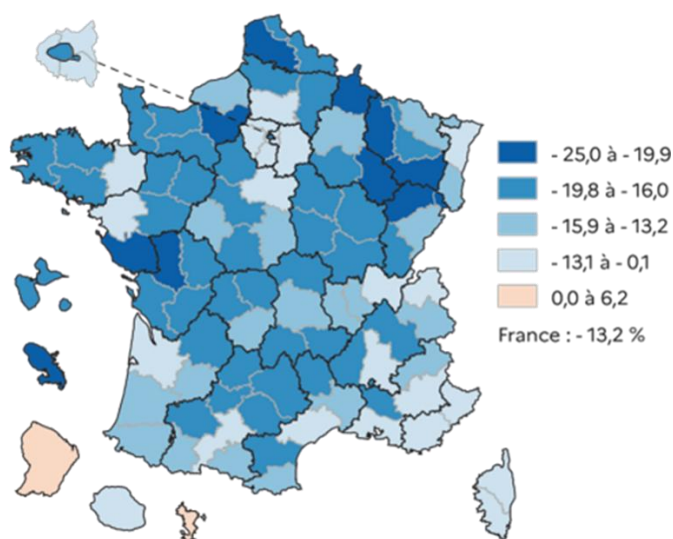 - 25,0 à - 19,9
- 19,8 à - 16,0
- 15,9 à - 13,2
- 13,1 à - 0,1
0,0 à 6,2
France : - 13,2 %